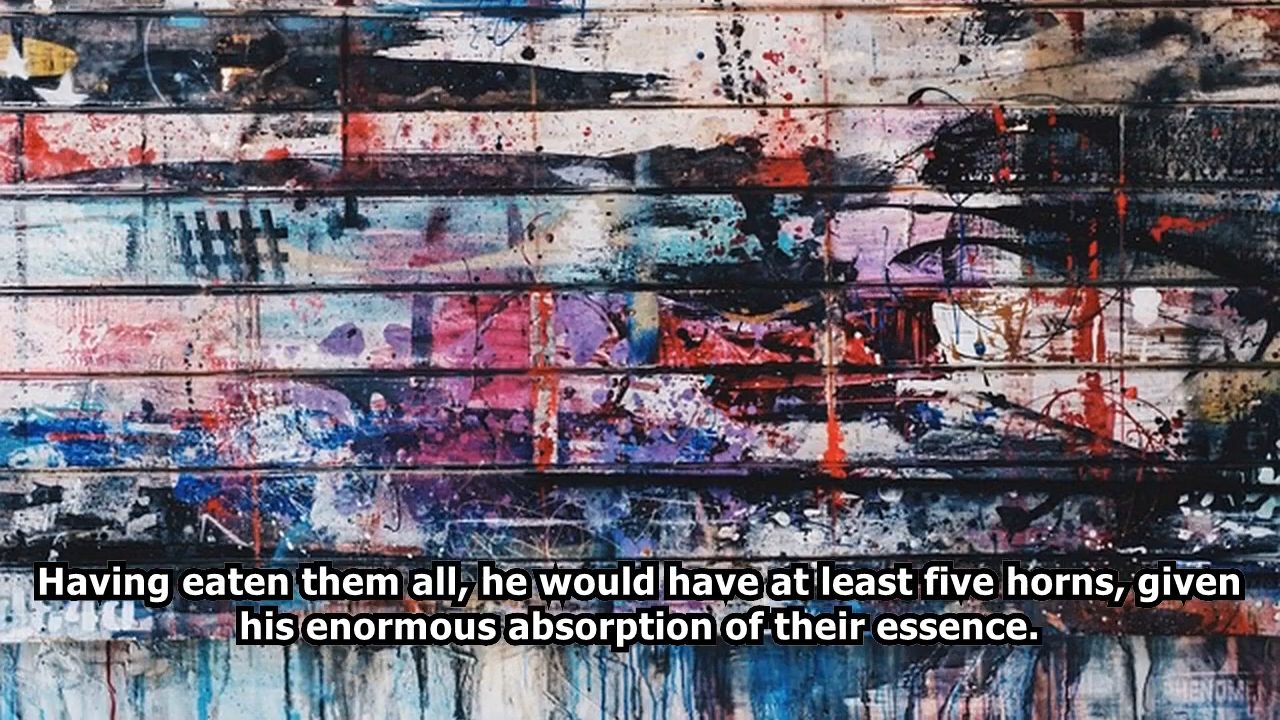 Having eaten them all, he would have at least five horns, given
his enormous absorption of their essence.